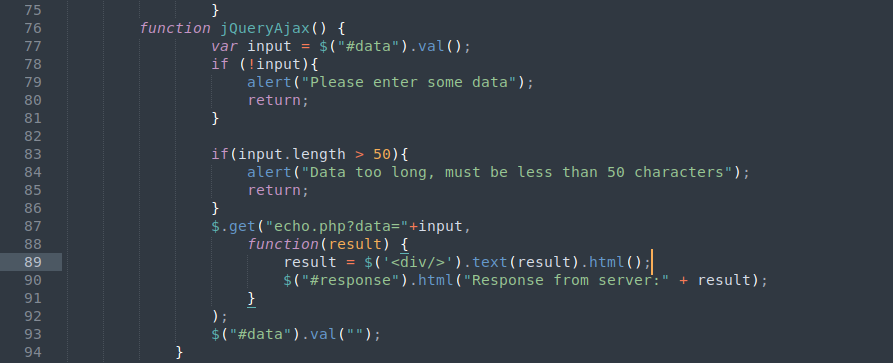 75 }
76 function jQueryAjax() {
77 var input = $("#data").val();
78 if (!input){
79 alert("Please enter some data");
80 return;
81 }
82
83 if(input.length > 50){
84 alert("Data too long, must be less than 50 characters");
85 return;
86 }
87 $.get("echo.php?data="+input,
88 function(result) {
89 result = $('<div/>').text(result).html();
90 $("#response").html("Response from server:" + result);
91 }
92 );
93 $("#data").val("");
94 }